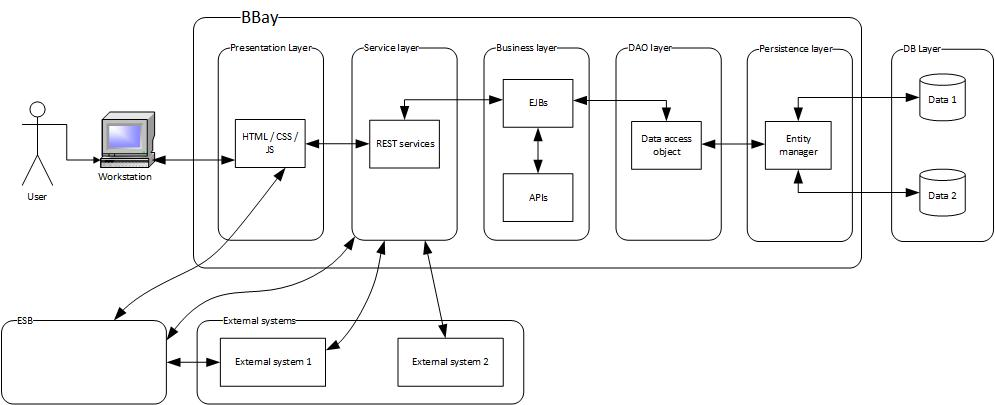 BBay
Presentation Layer
Service layer
Business layer
DAO layer
Persistence layer
DB Layer
User
Workstation
HTML / CSS /
JS
REST services
EJBs
APIs
Data access
object
Entity
manager
Data 1
Data 2
ESB
External systems
External system 1
External system 2